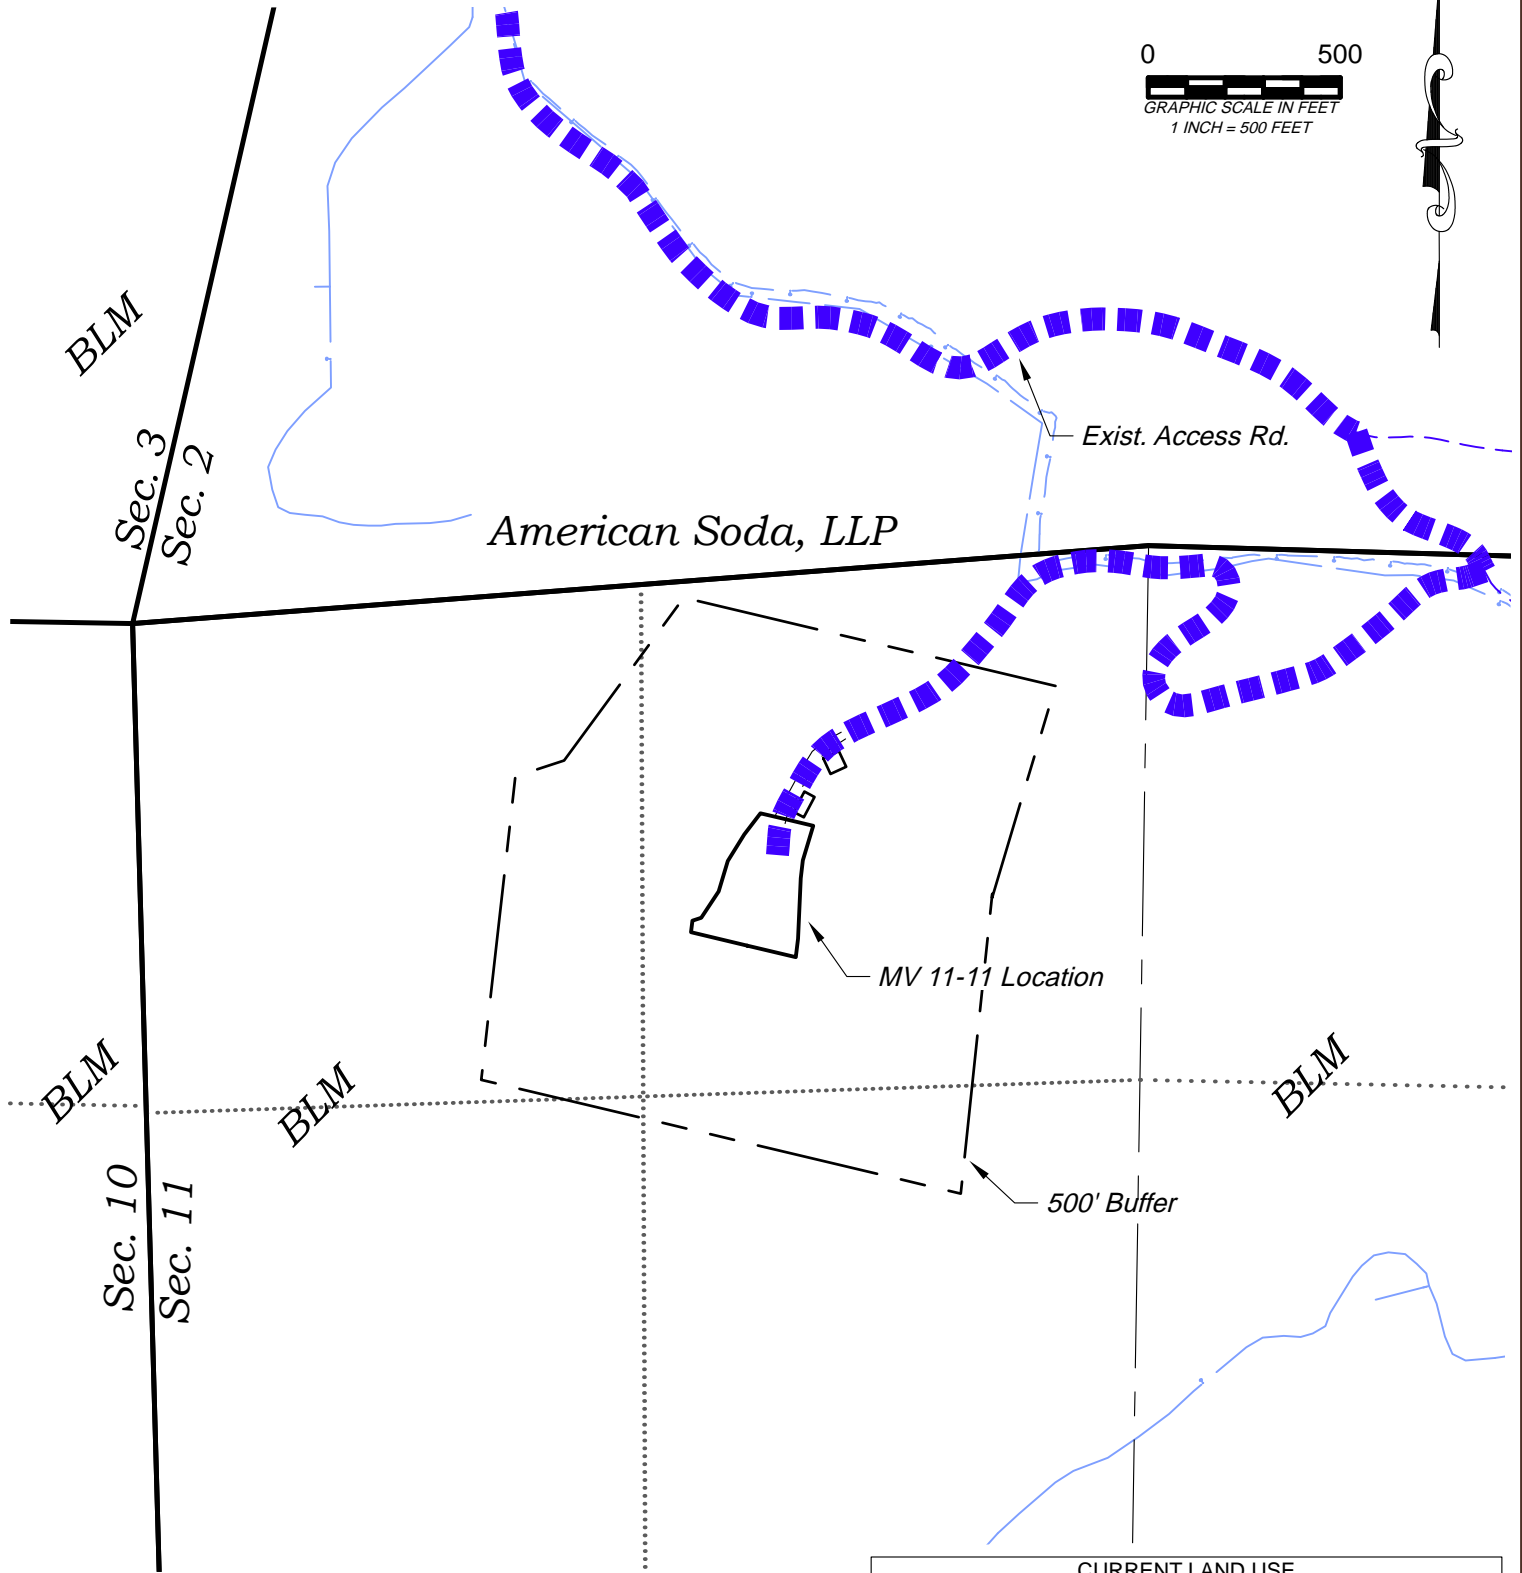 0 500
GRAPHIC SCALE IN FEET
1 INCH = 500 FEET
BLM
Sec. 3
Sec. 2
Exist. Access Rd.
American Soda, LLP
MV 11-11 Location
BLM
BLM
BLM
Sec. 10
Sec. 11
500' Buffer
CURRENT LAND USE